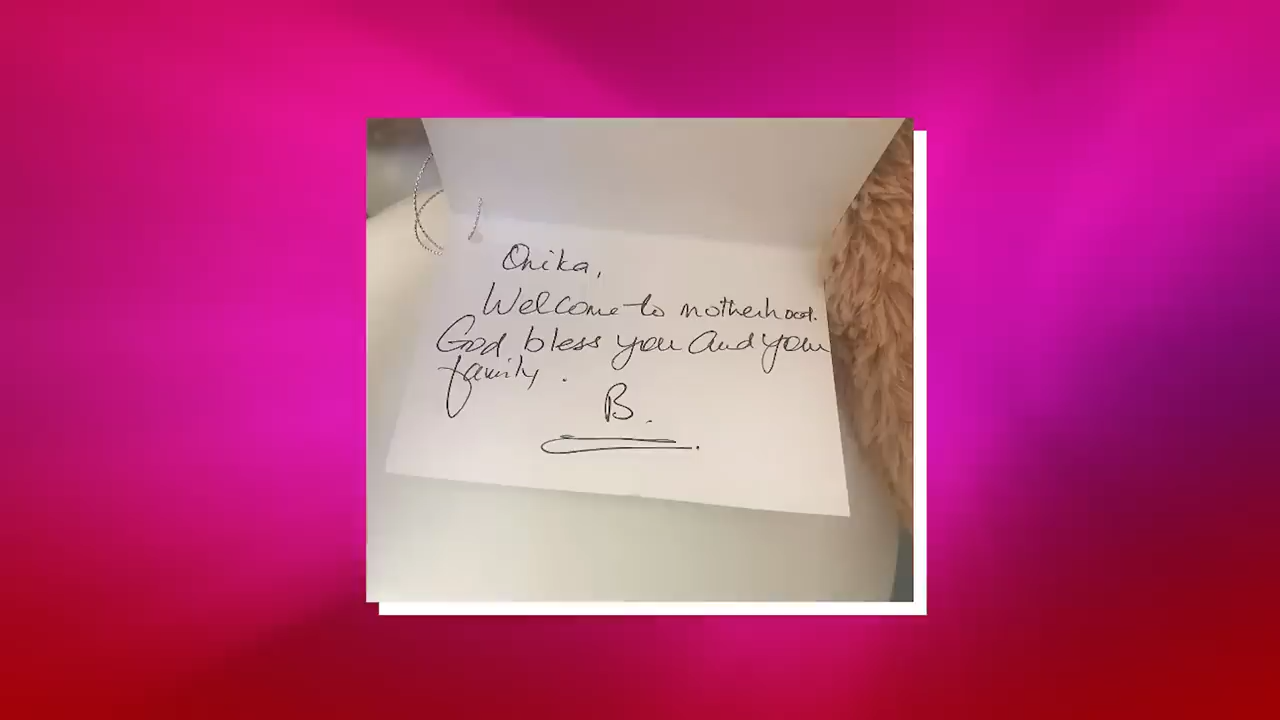 Onika,
Welcome to motherhood.
God bless you and your
family.
B.